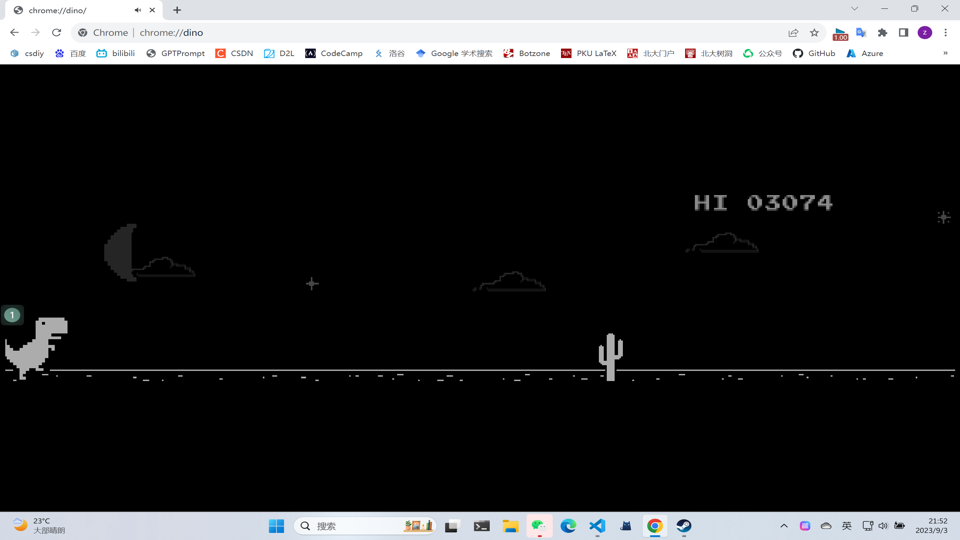 chrome://dino/
Chrome | chrome://dino
1.00
z
csdiy 百度 bilibili GPTPrompt CSDN D2L CodeCamp 洛谷 Google 学术搜索 Botzone PKU LaTeX 北大门户 北大树洞 公众号 GitHub Azure »
HI 03074
1
23°C
大部晴朗
搜索
英
21:52
2023/9/3